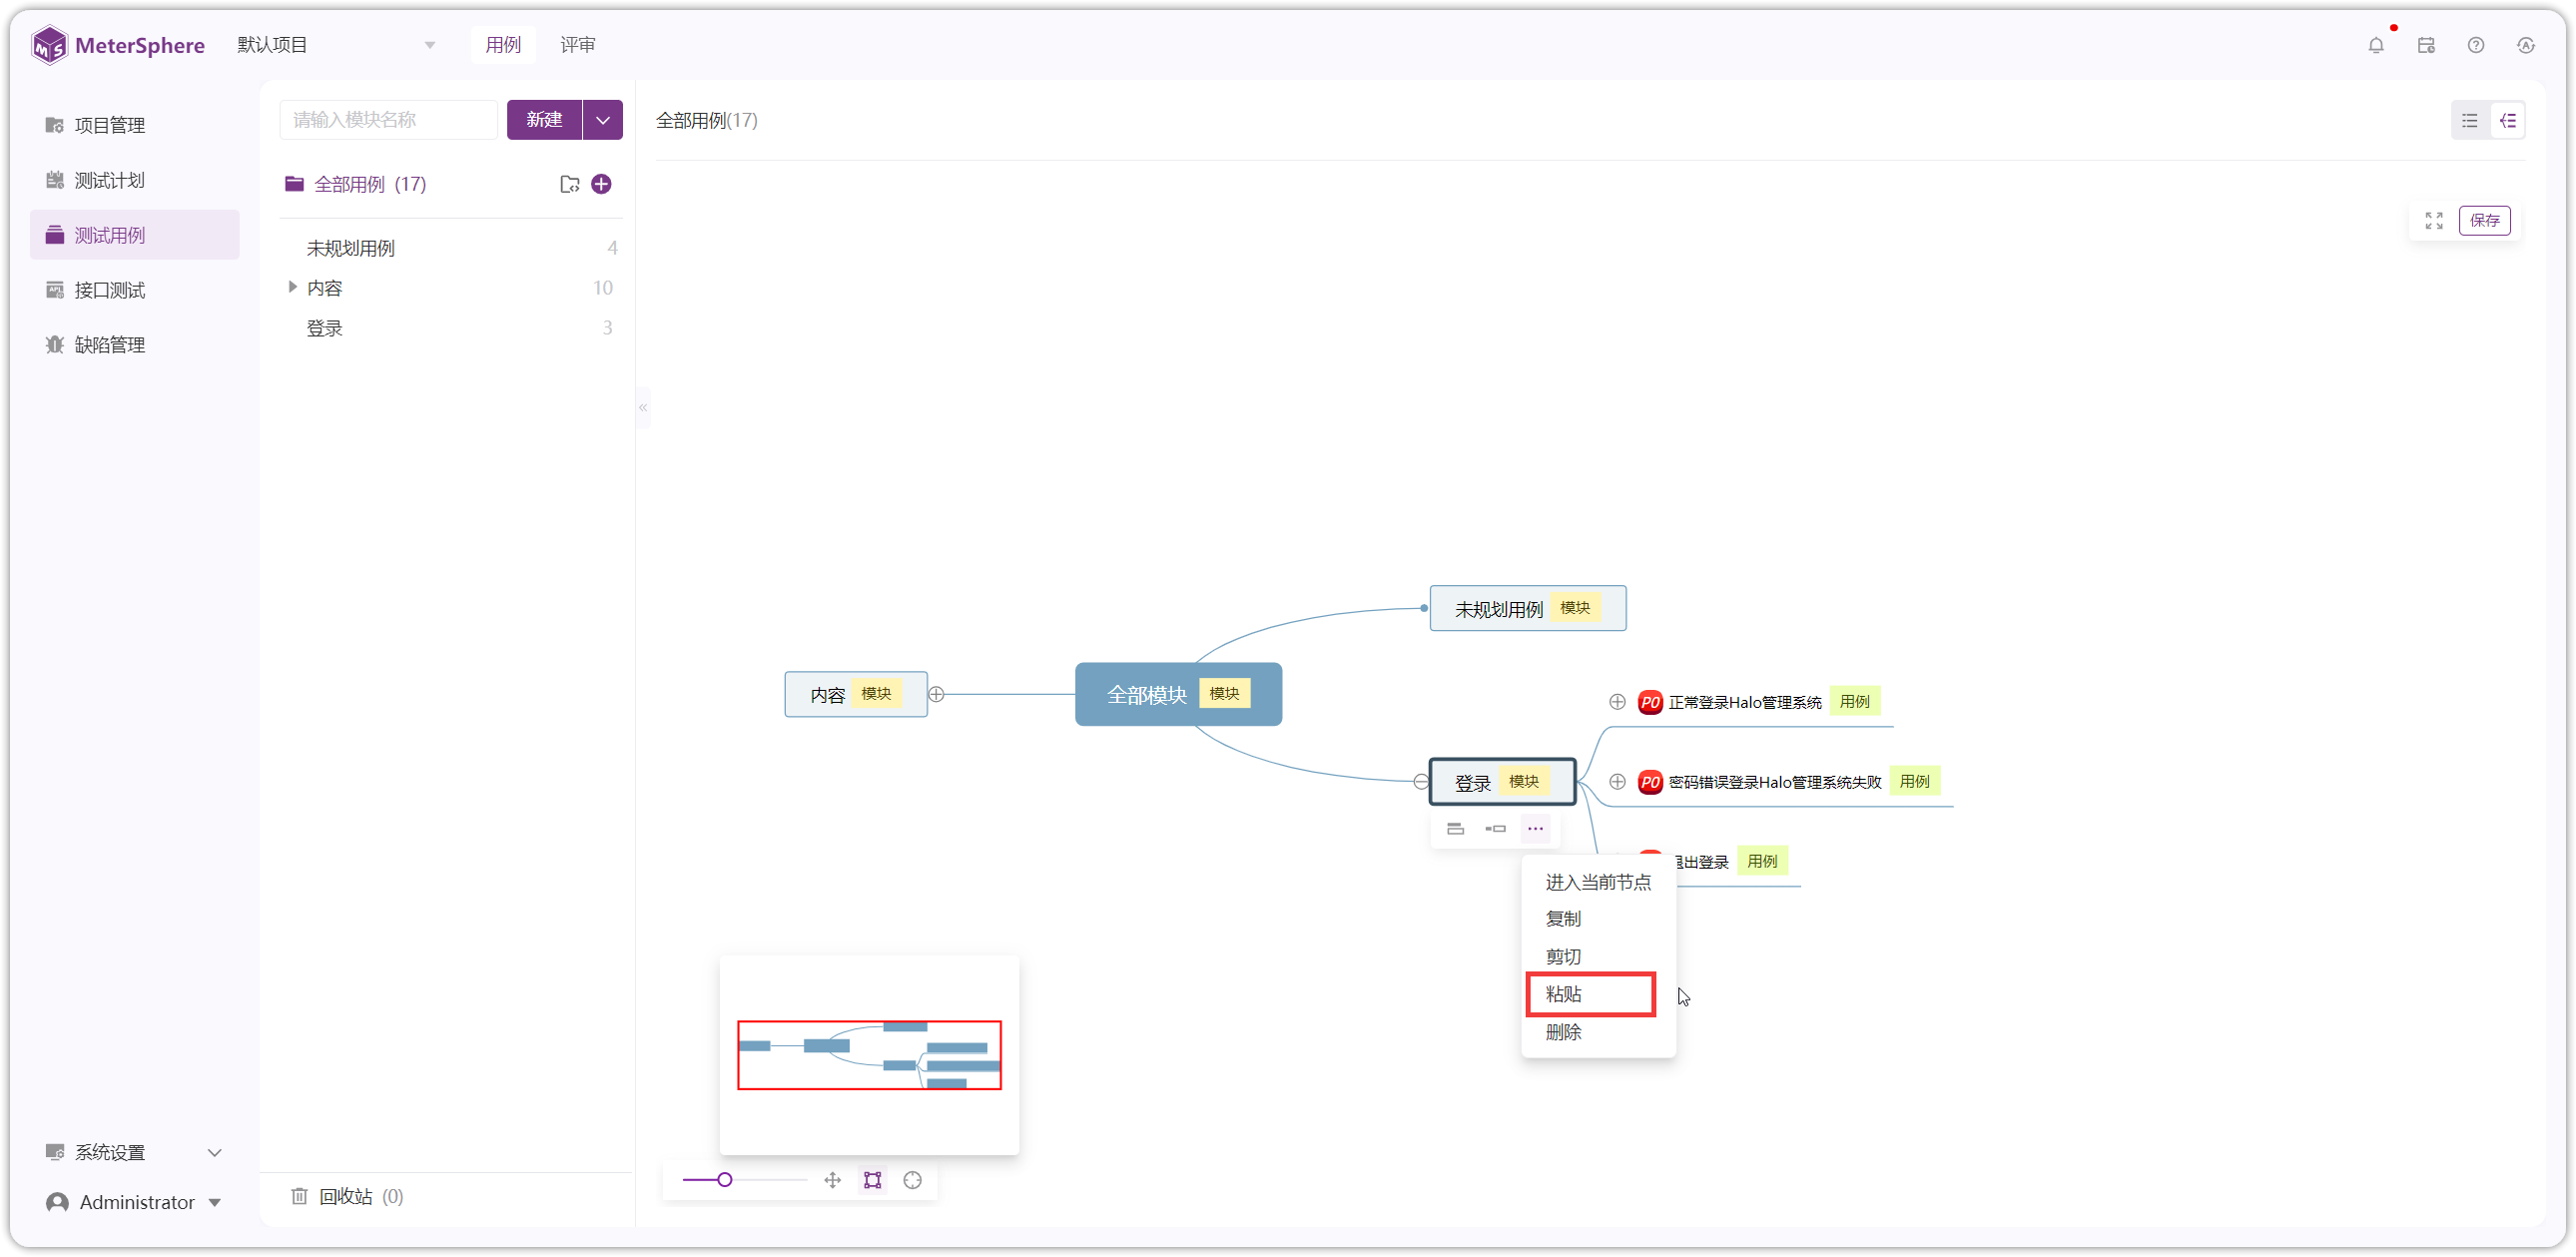 MeterSphere
默认项目
用例
评审
项目管理
测试计划
测试用例
接口测试
缺陷管理
系统设置
Administrator
请输入模块名称
新建
全部用例 (17)
未规划用例 4
内容 10
登录 3
回收站 (0)
全部用例(17)
保存
未规划用例 模块
内容 模块
全部模块 模块
登录 模块
P0 正常登录Halo管理系统 用例
P0 密码错误登录Halo管理系统失败 用例
出登录 用例
进入当前节点
复制
剪切
粘贴
删除